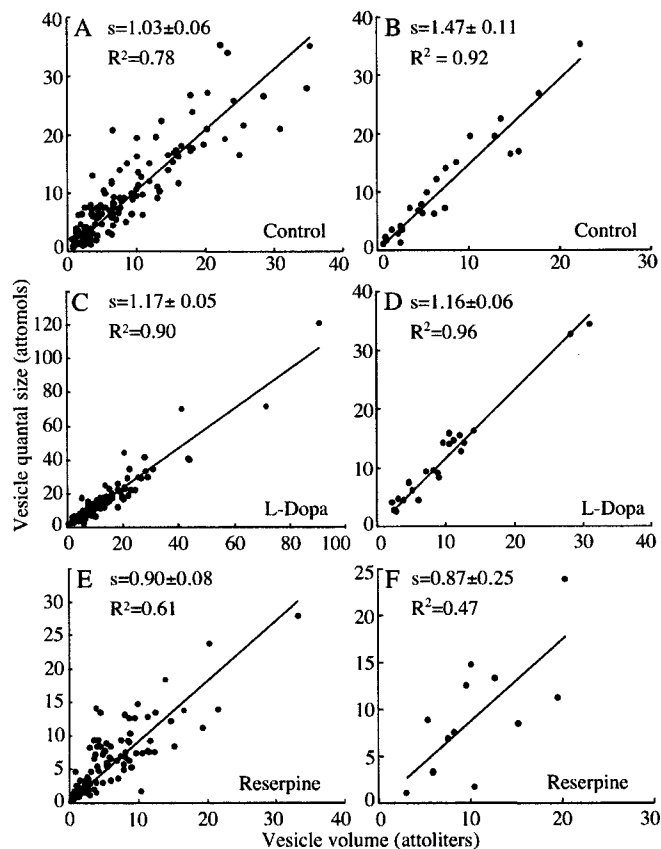 A
s=1.03±0.06
R²=0.78
40
30
20
10
0
Control
0 10 20 30 40
B
s=1.47± 0.11
R² = 0.92
40
30
20
10
0
Control
0 10 20 30
Vesicle quantal size (attomols)
C
s=1.17± 0.05
R²=0.90
120
100
80
60
40
20
0
L-Dopa
0 20 40 60 80 100
D
s=1.16±0.06
R²=0.96
40
30
20
10
0
L-Dopa
0 10 20 30 40
E
s=0.90±0.08
R²=0.61
30
25
20
15
10
5
0
Reserpine
0 10 20 30 40
F
s=0.87±0.25
R²=0.47
25
20
15
10
5
0
Reserpine
0 10 20 30
Vesicle volume (attoliters)